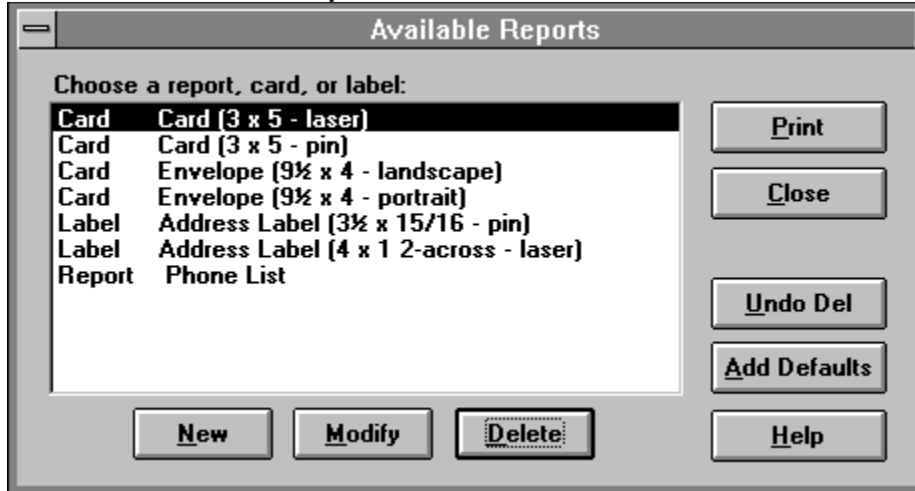 Available Reports
Choose a report, card, or label:
Card Card (3 x 5 - laser)
Card Card (3 x 5 - pin)
Card Envelope (9½ x 4 - landscape)
Card Envelope (9½ x 4 - portrait)
Label Address Label (3½ x 15/16 - pin)
Label Address Label (4 x 1 2-across - laser)
Report Phone List
Print
Close
Undo Del
Add Defaults
New Modify Delete Help